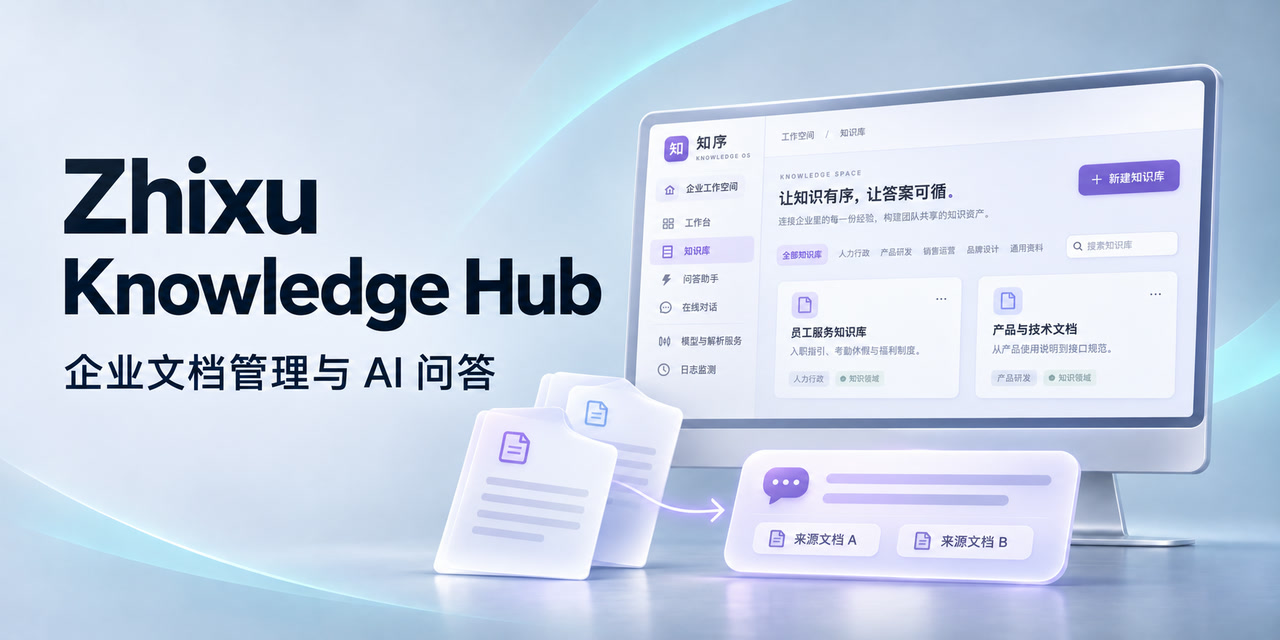 Zhixu
Knowledge Hub
企业文档管理与 AI 问答
知
知序
KNOWLEDGE OS
企业工作空间
工作台
知识库
问答助手
在线对话
模型与解析服务
日志监测
工作空间 / 知识库
KNOWLEDGE SPACE
让知识有序，让答案可循。
连接企业里的每一份经验，构建团队共享的知识资产。
+ 新建知识库
全部知识库 人力行政 产品研发 销售运营 品牌设计 通用资料
搜索知识库
员工服务知识库
入职指引、考勤休假与福利制度。
人力行政 知识领域
产品与技术文档
从产品使用说明到接口规范。
产品研发 知识领域
来源文档 A
来源文档 B